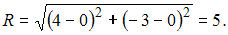 R = √((4 − 0)² + (−3 − 0)²) = 5.